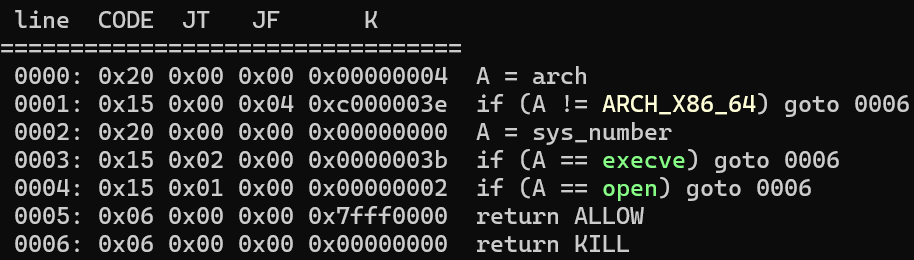 line  CODE  JT   JF      K
=================================
0000: 0x20 0x00 0x00 0x00000004  A = arch
0001: 0x15 0x00 0x04 0xc000003e  if (A != ARCH_X86_64) goto 0006
0002: 0x20 0x00 0x00 0x00000000  A = sys_number
0003: 0x15 0x02 0x00 0x0000003b  if (A == execve) goto 0006
0004: 0x15 0x01 0x00 0x00000002  if (A == open) goto 0006
0005: 0x06 0x00 0x00 0x7fff0000  return ALLOW
0006: 0x06 0x00 0x00 0x00000000  return KILL